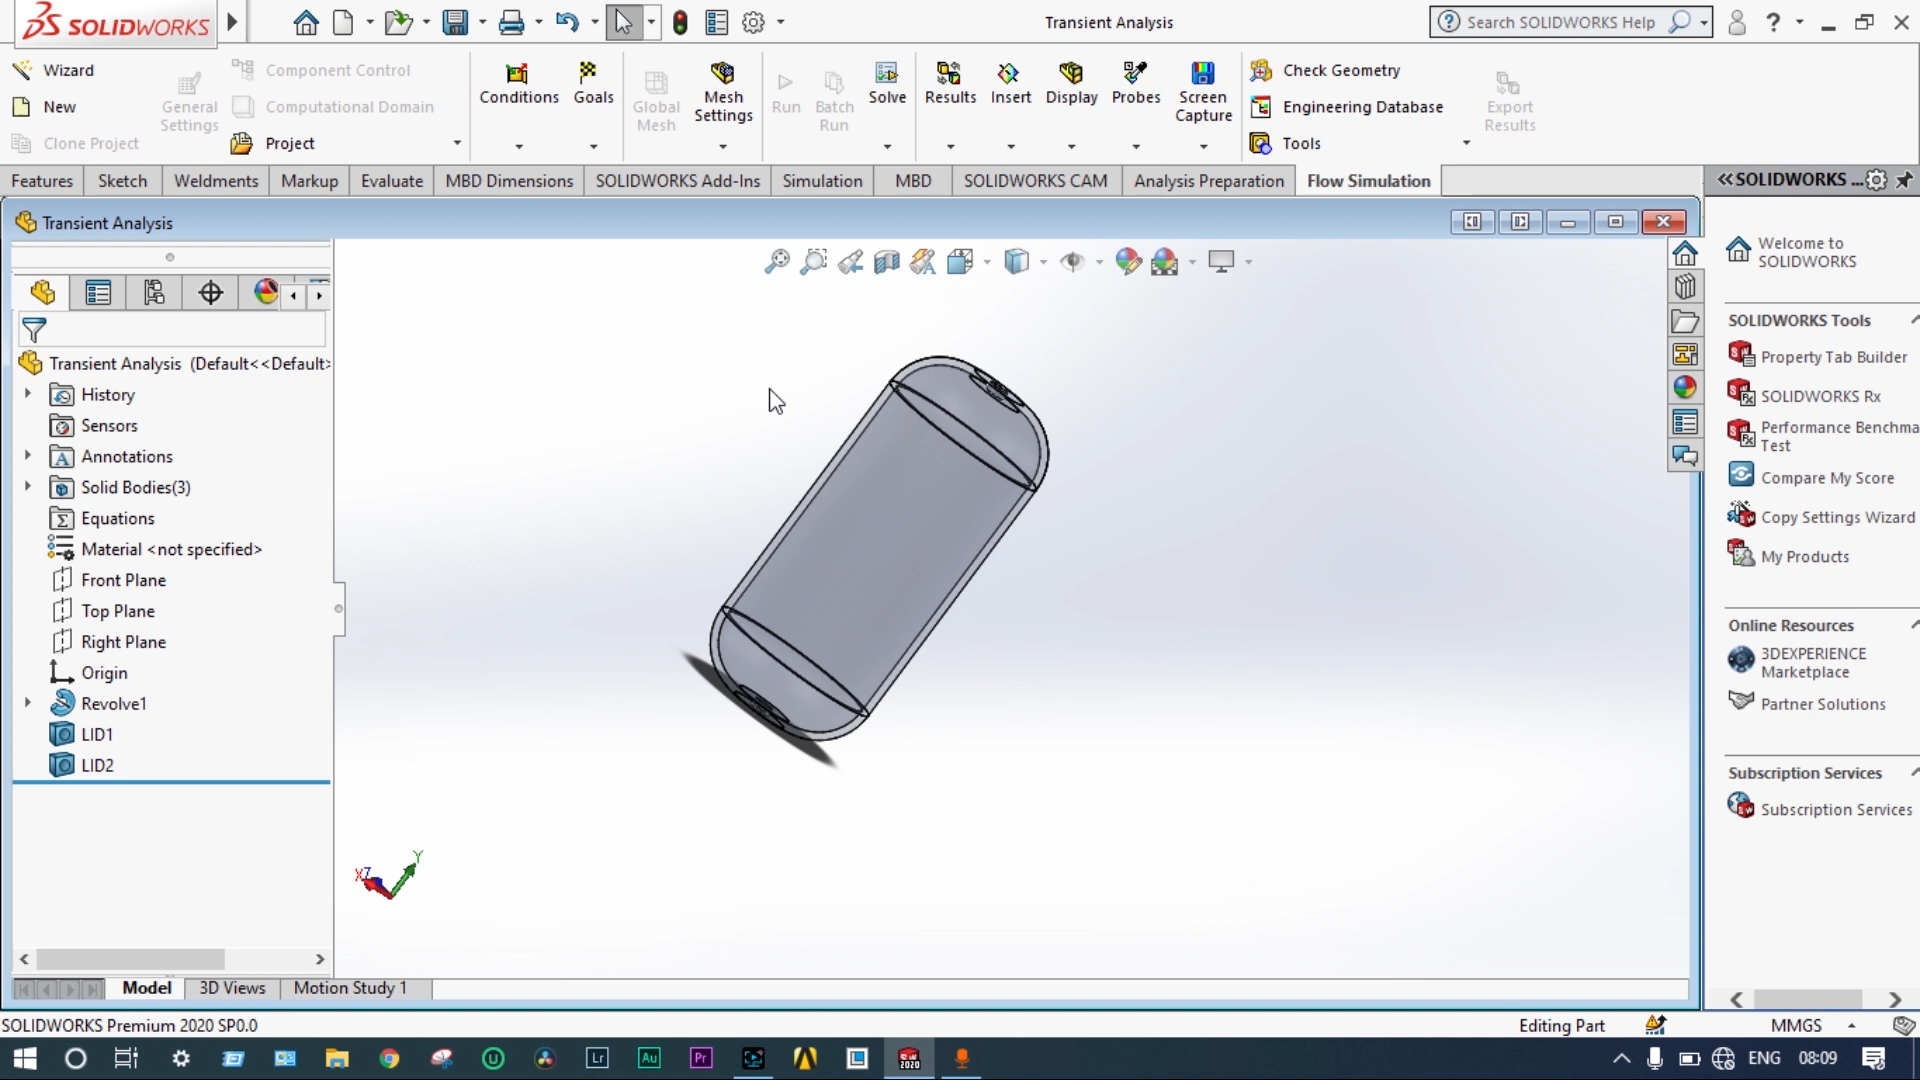 SOLIDWORKS
Transient Analysis
Search SOLIDWORKS Help
?
Wizard
New
Clone Project
General
Settings
Component Control
Computational Domain
Project
Conditions
Goals
Global
Mesh
Mesh
Settings
Run
Batch
Run
Solve
Results
Insert
Display
Probes
Screen
Capture
Check Geometry
Engineering Database
Tools
Export
Results
Features
Sketch
Weldments
Markup
Evaluate
MBD Dimensions
SOLIDWORKS Add-Ins
Simulation
MBD
SOLIDWORKS CAM
Analysis Preparation
Flow Simulation
SOLIDWORKS ...
Transient Analysis
Transient Analysis (Default<<Default>
History
Sensors
Annotations
Solid Bodies(3)
Equations
Material <not specified>
Front Plane
Top Plane
Right Plane
Origin
Revolve1
LID1
LID2
X
Z
Y
Welcome to
SOLIDWORKS
SOLIDWORKS Tools
Property Tab Builder
SOLIDWORKS Rx
Performance Benchma
Test
Compare My Score
Copy Settings Wizard
My Products
Online Resources
3DEXPERIENCE
Marketplace
Partner Solutions
Subscription Services
Subscription Services
Model
3D Views
Motion Study 1
SOLIDWORKS Premium 2020 SP0.0
Editing Part
MMGS
Lr
Au
Pr
SW
2020
ENG
08:09